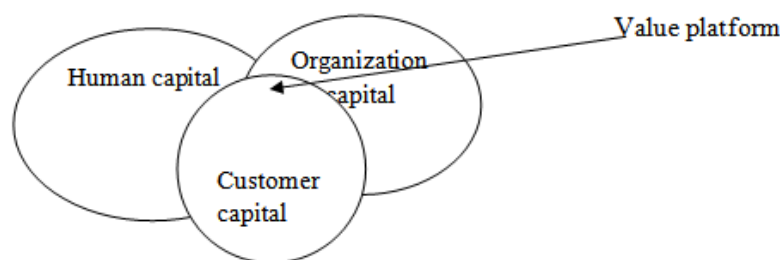 Value platform
Human capital
Organization
capital
Customer
capital